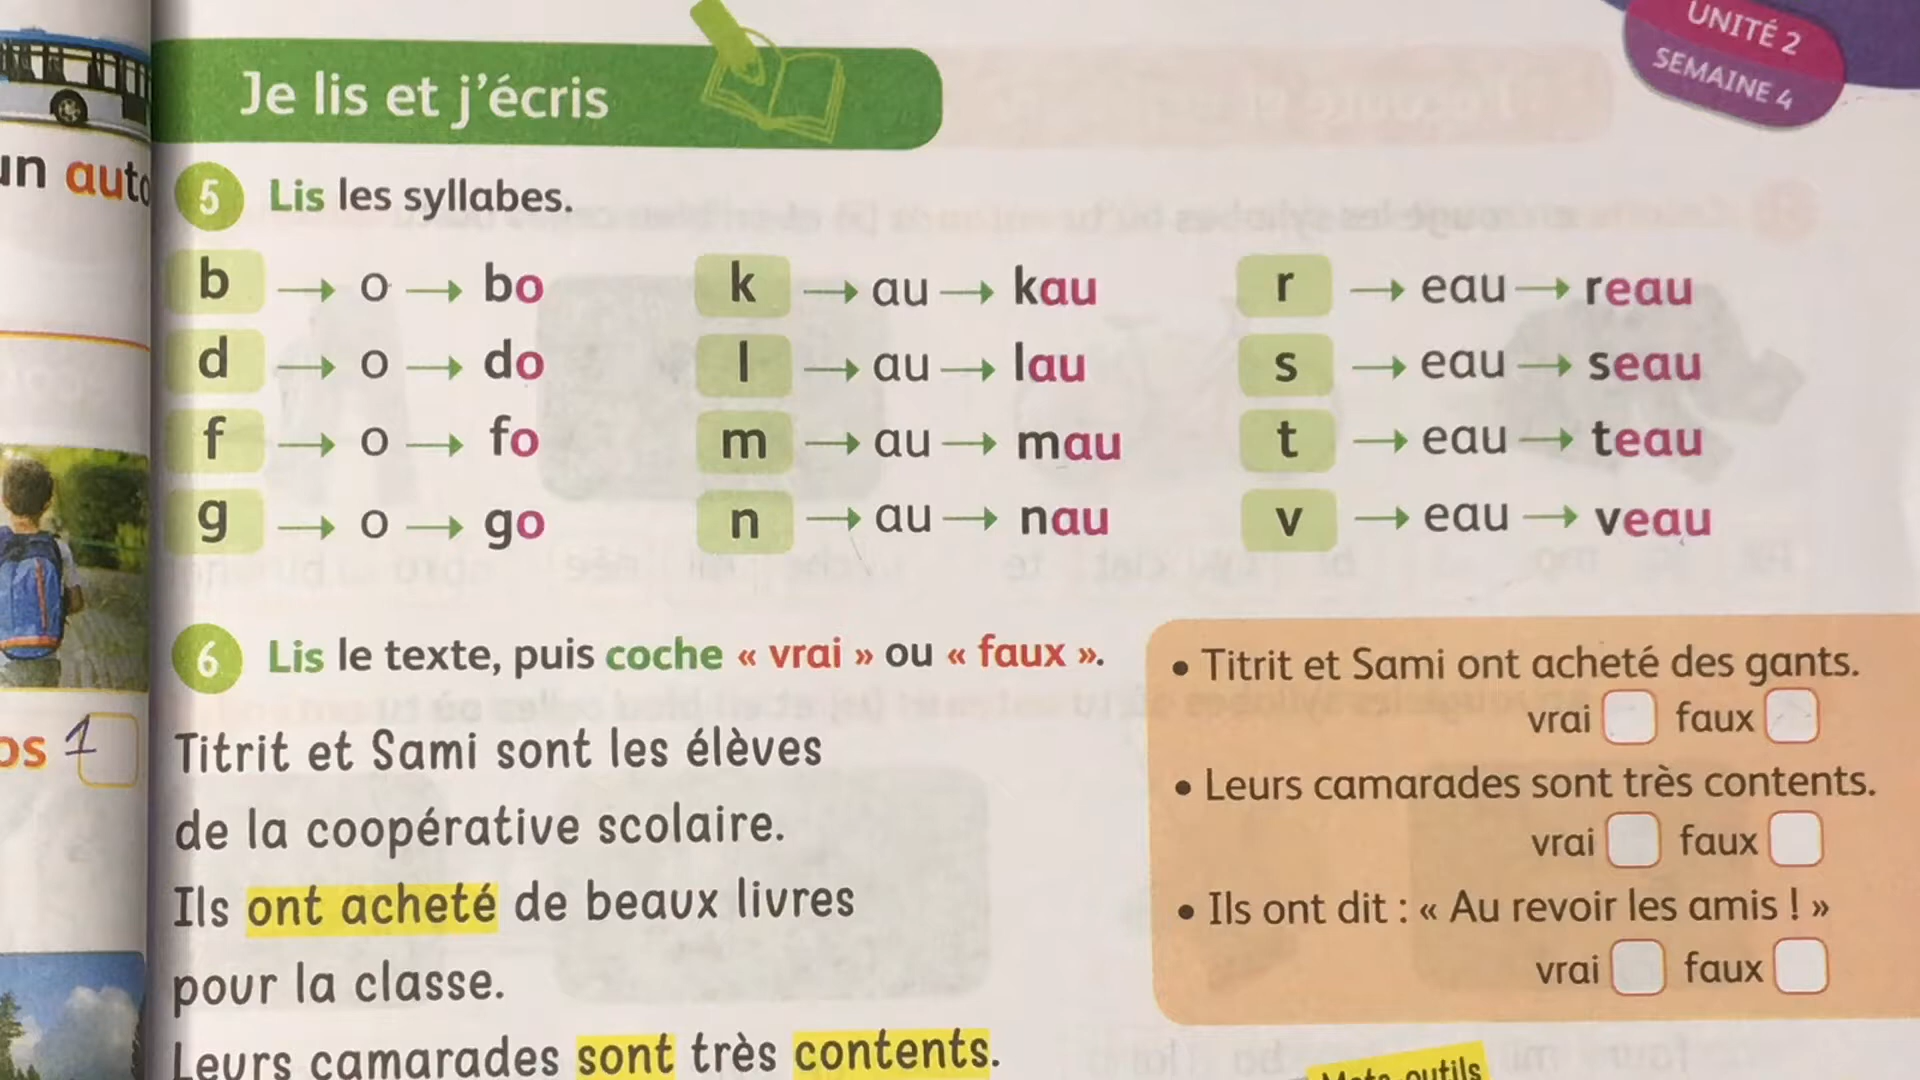 UNITÉ 2
SEMAINE 4
Je lis et j'écris
un auto
5 Lis les syllabes.
b → o → bo
k → au → kau
r → eau → reau
d → o → do
l → au → lau
s → eau → seau
f → o → fo
m → au → mau
t → eau → teau
g → o → go
n → au → nau
v → eau → veau
6 Lis le texte, puis coche « vrai » ou « faux ».
os 1
Titrit et Sami sont les élèves
de la coopérative scolaire.
Ils ont acheté de beaux livres
pour la classe.
Leurs camarades sont très contents.
• Titrit et Sami ont acheté des gants.
vrai faux
• Leurs camarades sont très contents.
vrai faux
• Ils ont dit : « Au revoir les amis ! »
vrai faux
Mots-outils